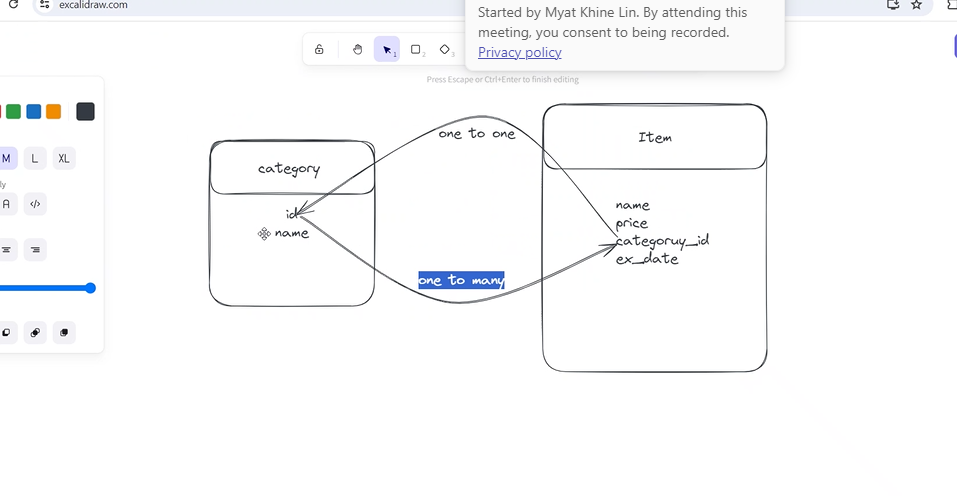 excalidraw.com
Started by Myat Khine Lin. By attending this
meeting, you consent to being recorded.
Privacy policy
1
2
3
Press Escape or Ctrl+Enter to finish editing
M
L
XL
ly
A
</>
category
id
name
one to one
one to many
Item
name
price
categoruy_id
ex_date